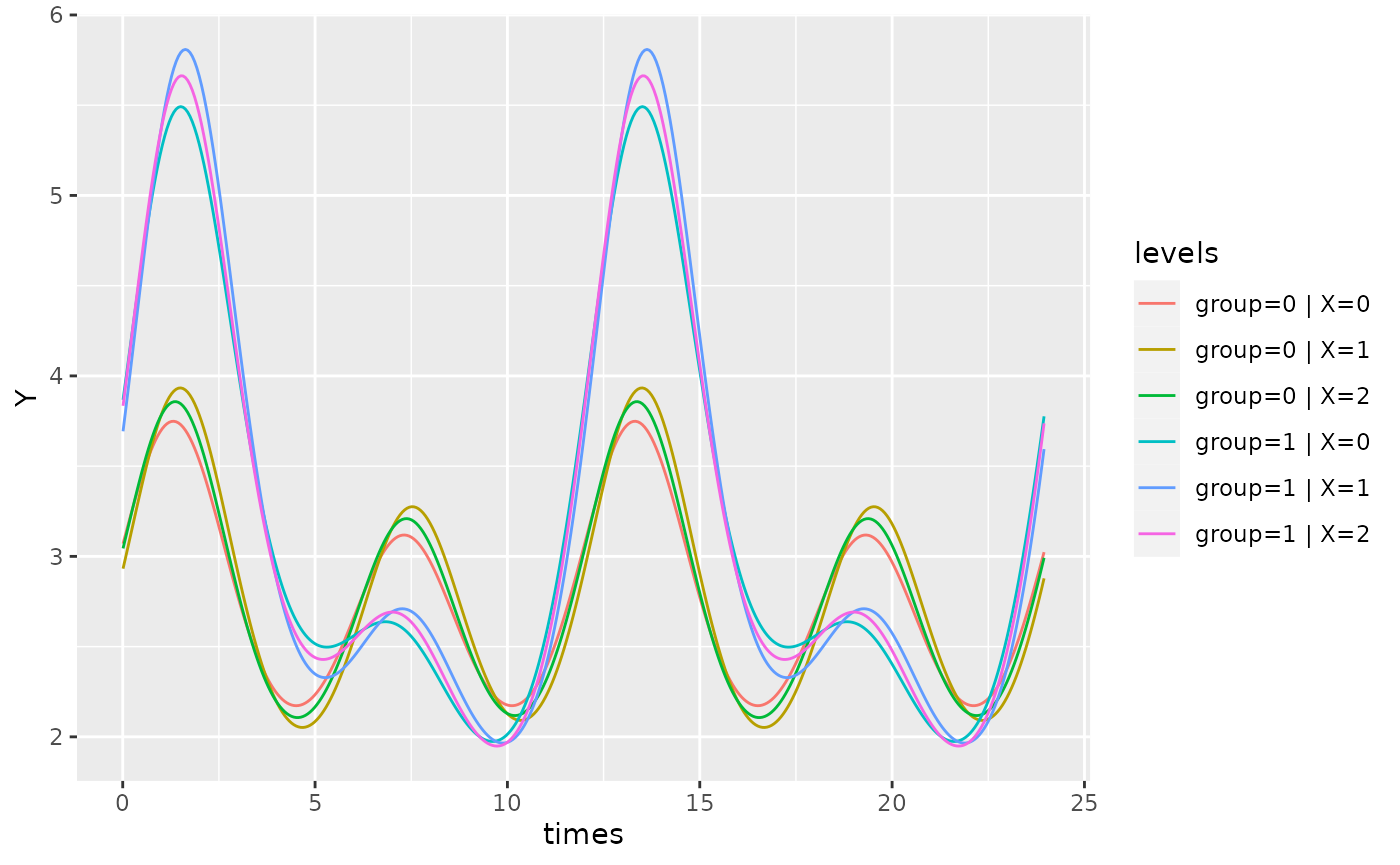 6
5
4
3
2
Y
0
5
10
15
20
25
times
levels
group=0 | X=0
group=0 | X=1
group=0 | X=2
group=1 | X=0
group=1 | X=1
group=1 | X=2